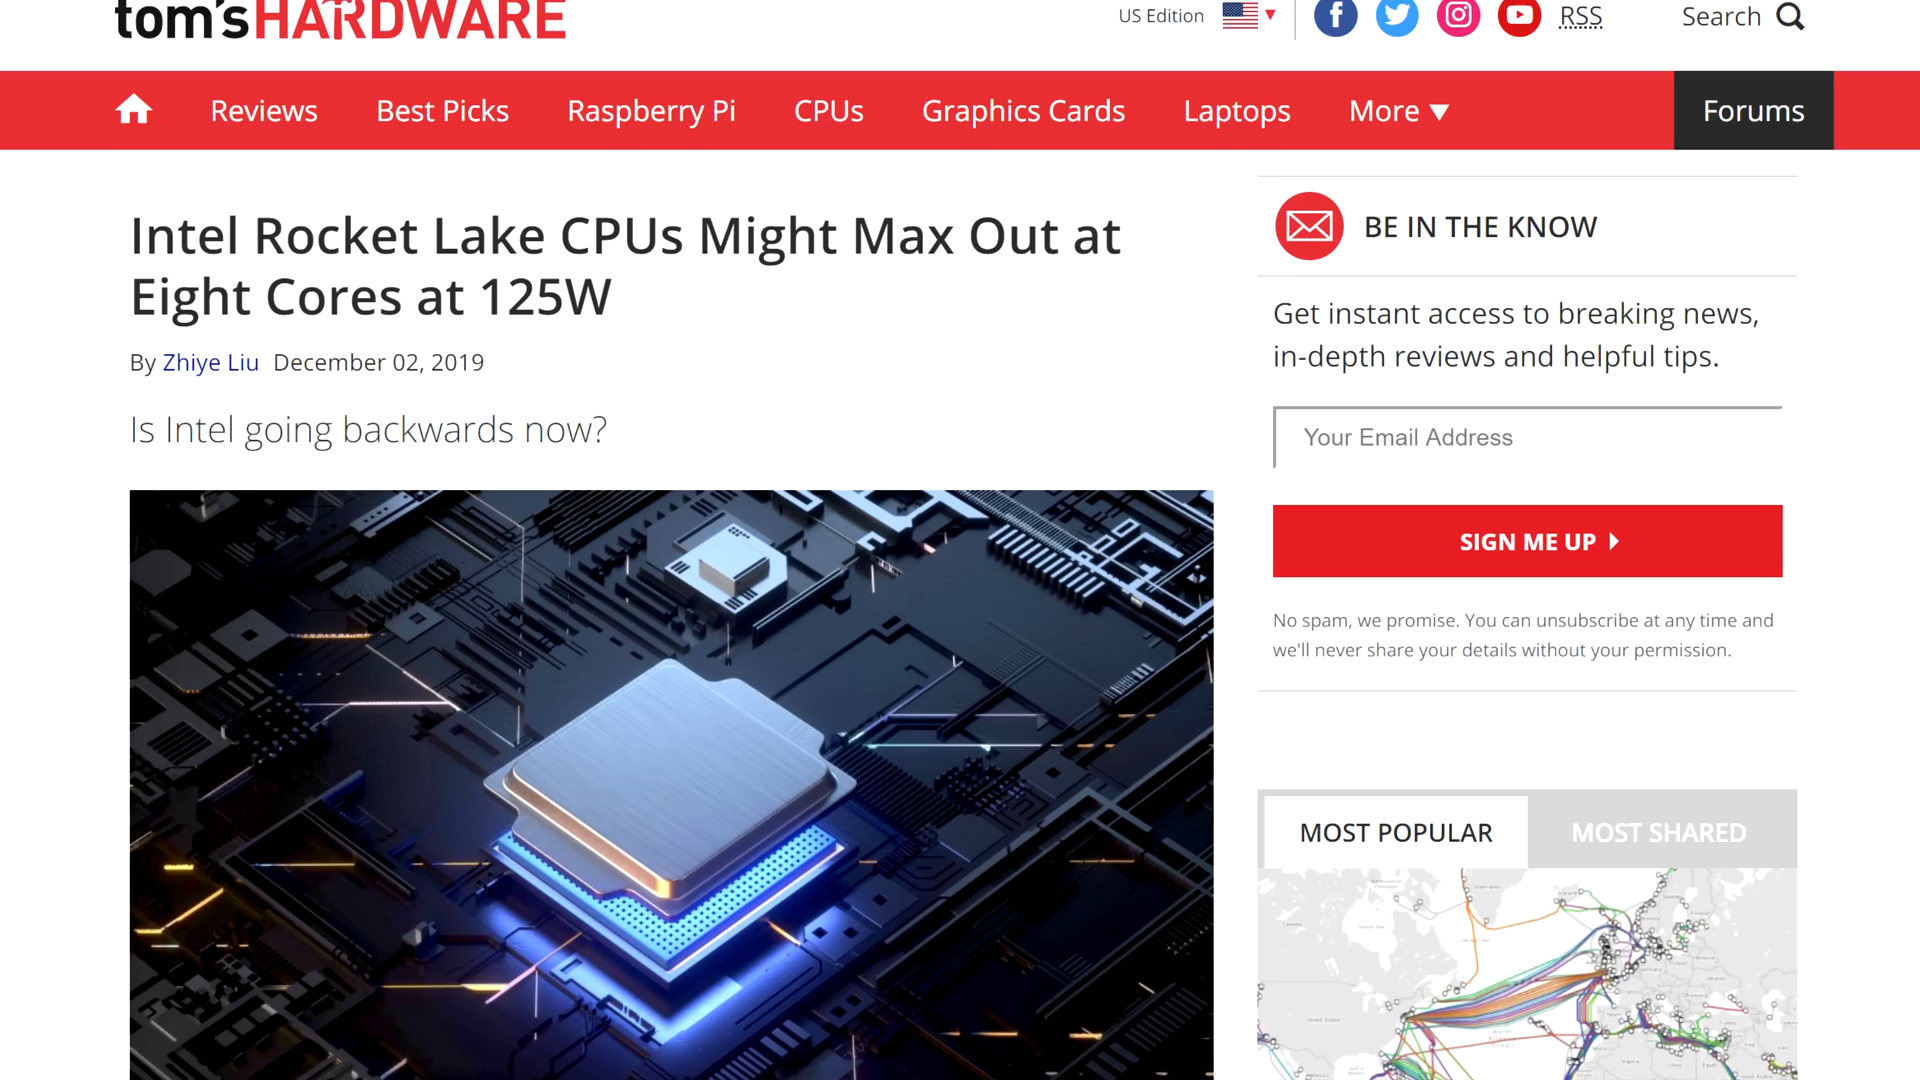 tom'sHARDWARE
US Edition
RSS
Search
Reviews
Best Picks
Raspberry Pi
CPUs
Graphics Cards
Laptops
More
Forums
Intel Rocket Lake CPUs Might Max Out at
Eight Cores at 125W
By Zhiye Liu December 02, 2019
Is Intel going backwards now?
BE IN THE KNOW
Get instant access to breaking news,
in-depth reviews and helpful tips.
Your Email Address
SIGN ME UP
No spam, we promise. You can unsubscribe at any time and
we'll never share your details without your permission.
MOST POPULAR
MOST SHARED